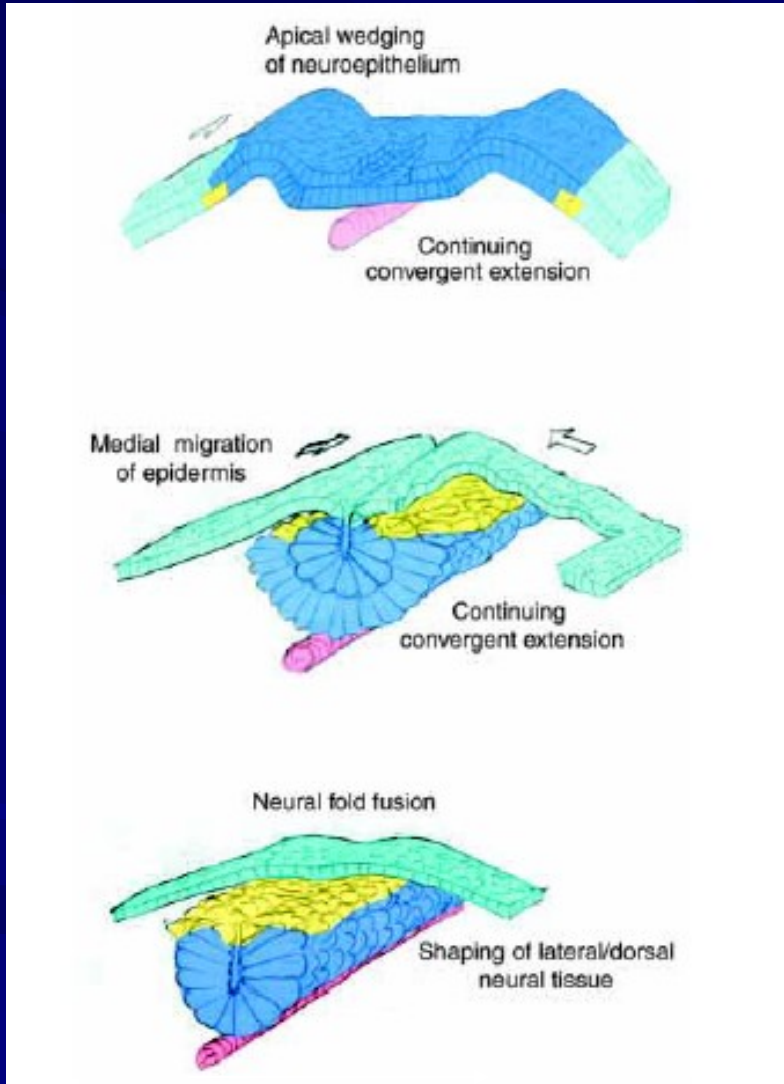 Apical wedging
of neuroepithelium
Continuing
convergent extension
Medial migration
of epidermis
Continuing
convergent extension
Neural fold fusion
Shaping of lateral/dorsal
neural tissue